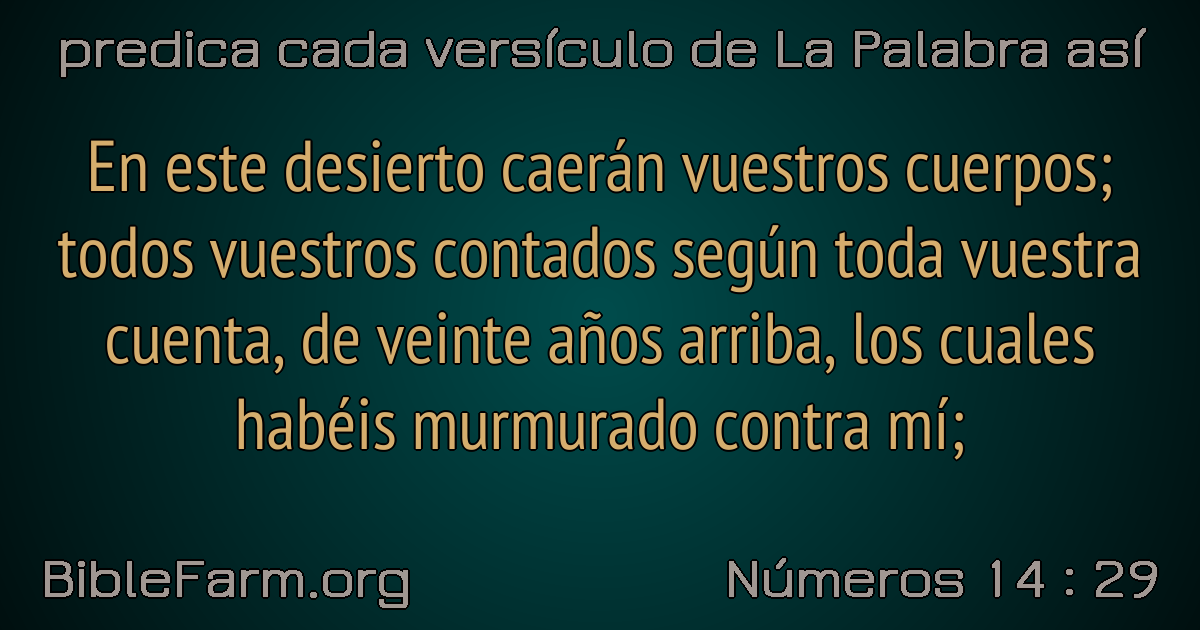 predica cada versículo de La Palabra así
En este desierto caerán vuestros cuerpos;
todos vuestros contados según toda vuestra
cuenta, de veinte años arriba, los cuales
habéis murmurado contra mí;
BibleFarm.org
Números 14 : 29